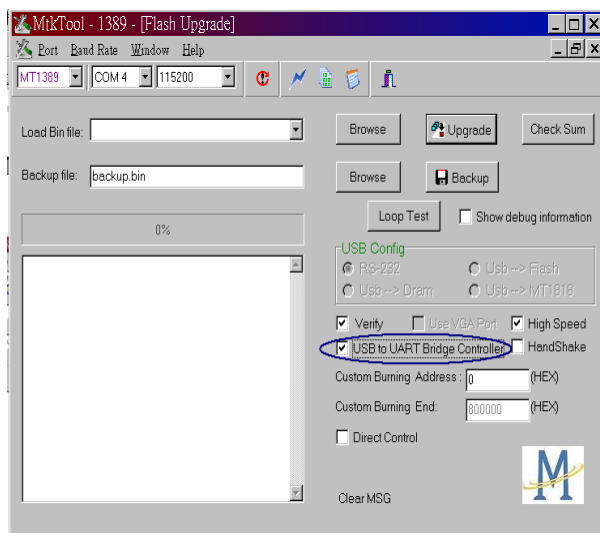 MtkTool - 1389 - [Flash Upgrade]
Port Baud Rate Window Help
MT1389 COM 4 115200
Load Bin file: Browse Upgrade Check Sum
Backup file: backup.bin Browse Backup
Loop Test Show debug information
0%
USB Config
RS-232 Usb --> Flash
Usb --> Dram Usb --> MT1818
Verify Use VGA Port High Speed
USB to UART Bridge Controller HandShake
Custom Burning Address : 0 (HEX)
Custom Burning End: 800000 (HEX)
Direct Control
M
Clear MSG